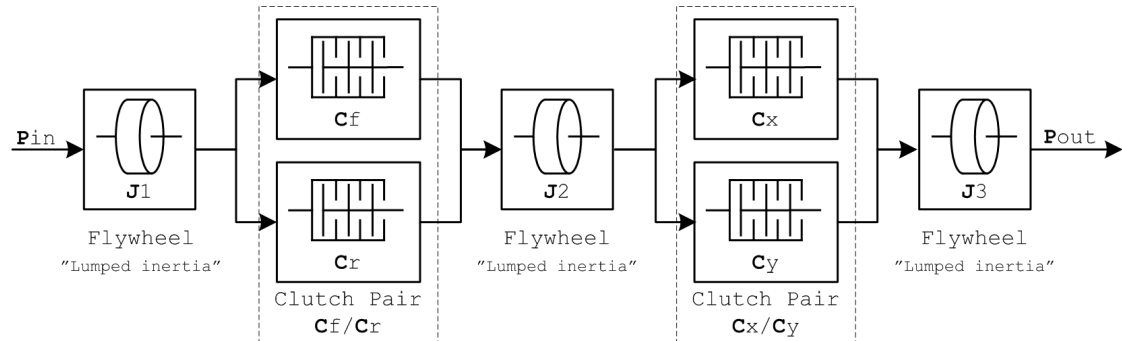 Pin
J1
Flywheel
”Lumped inertia”
Cf
Cr
Clutch Pair
Cf/Cr
J2
Flywheel
”Lumped inertia”
Cx
Cy
Clutch Pair
Cx/Cy
J3
Flywheel
”Lumped inertia”
Pout